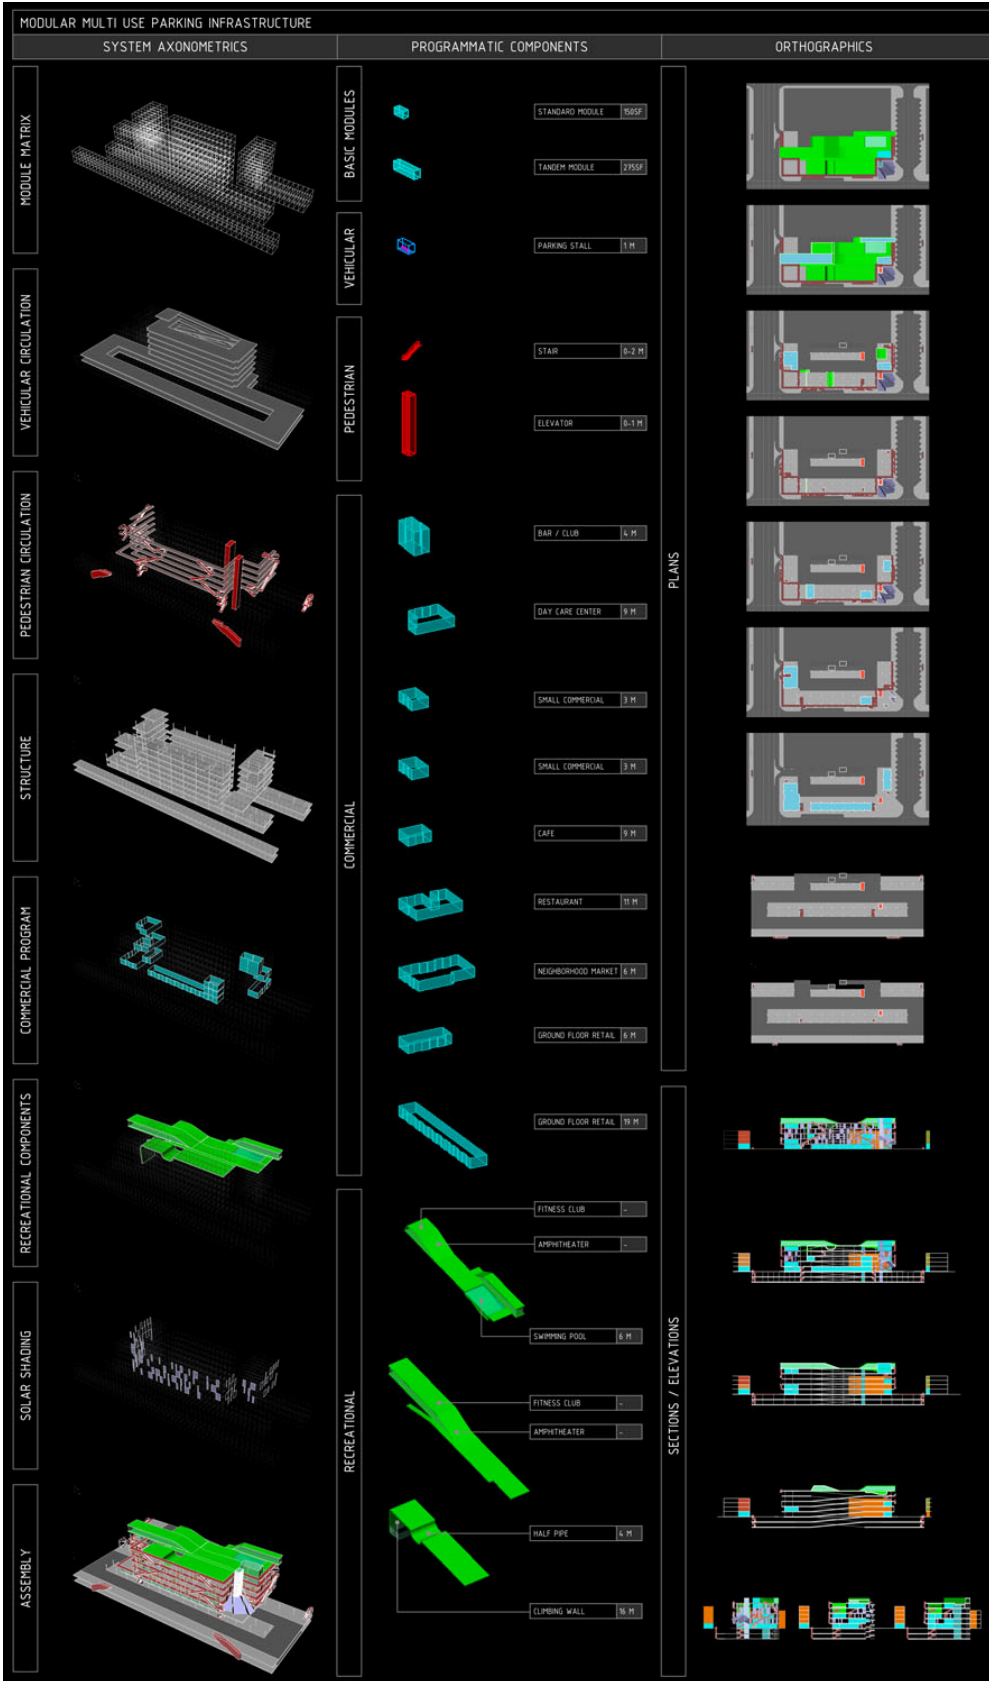 MODULAR MULTI USE PARKING INFRASTRUCTURE
SYSTEM AXONOMETRICS
MODULE MATRIX
VEHICULAR CIRCULATION
PEDESTRIAN CIRCULATION
STRUCTURE
COMMERCIAL PROGRAM
RECREATIONAL COMPONENTS
SOLAR SHADING
ASSEMBLY
PROGRAMMATIC COMPONENTS
BASIC MODULES
STANDARD MODULE 150SF
TANDEM MODULE 275SF
VEHICULAR
PARKING STALL 1 M
PEDESTRIAN
STAIR 0-2 M
ELEVATOR 0-1 M
COMMERCIAL
BAR / CLUB 4 M
DAY CARE CENTER 9 M
SMALL COMMERCIAL 3 M
SMALL COMMERCIAL 3 M
CAFE 9 M
RESTAURANT 11 M
NEIGHBORHOOD MARKET 6 M
GROUND FLOOR RETAIL 6 M
GROUND FLOOR RETAIL 19 M
RECREATIONAL
FITNESS CLUB -
AMPHITHEATER -
SWIMMING POOL 6 M
FITNESS CLUB -
AMPHITHEATER -
HALF PIPE 4 M
CLIMBING WALL 16 M
ORTHOGRAPHICS
PLANS
SECTIONS / ELEVATIONS